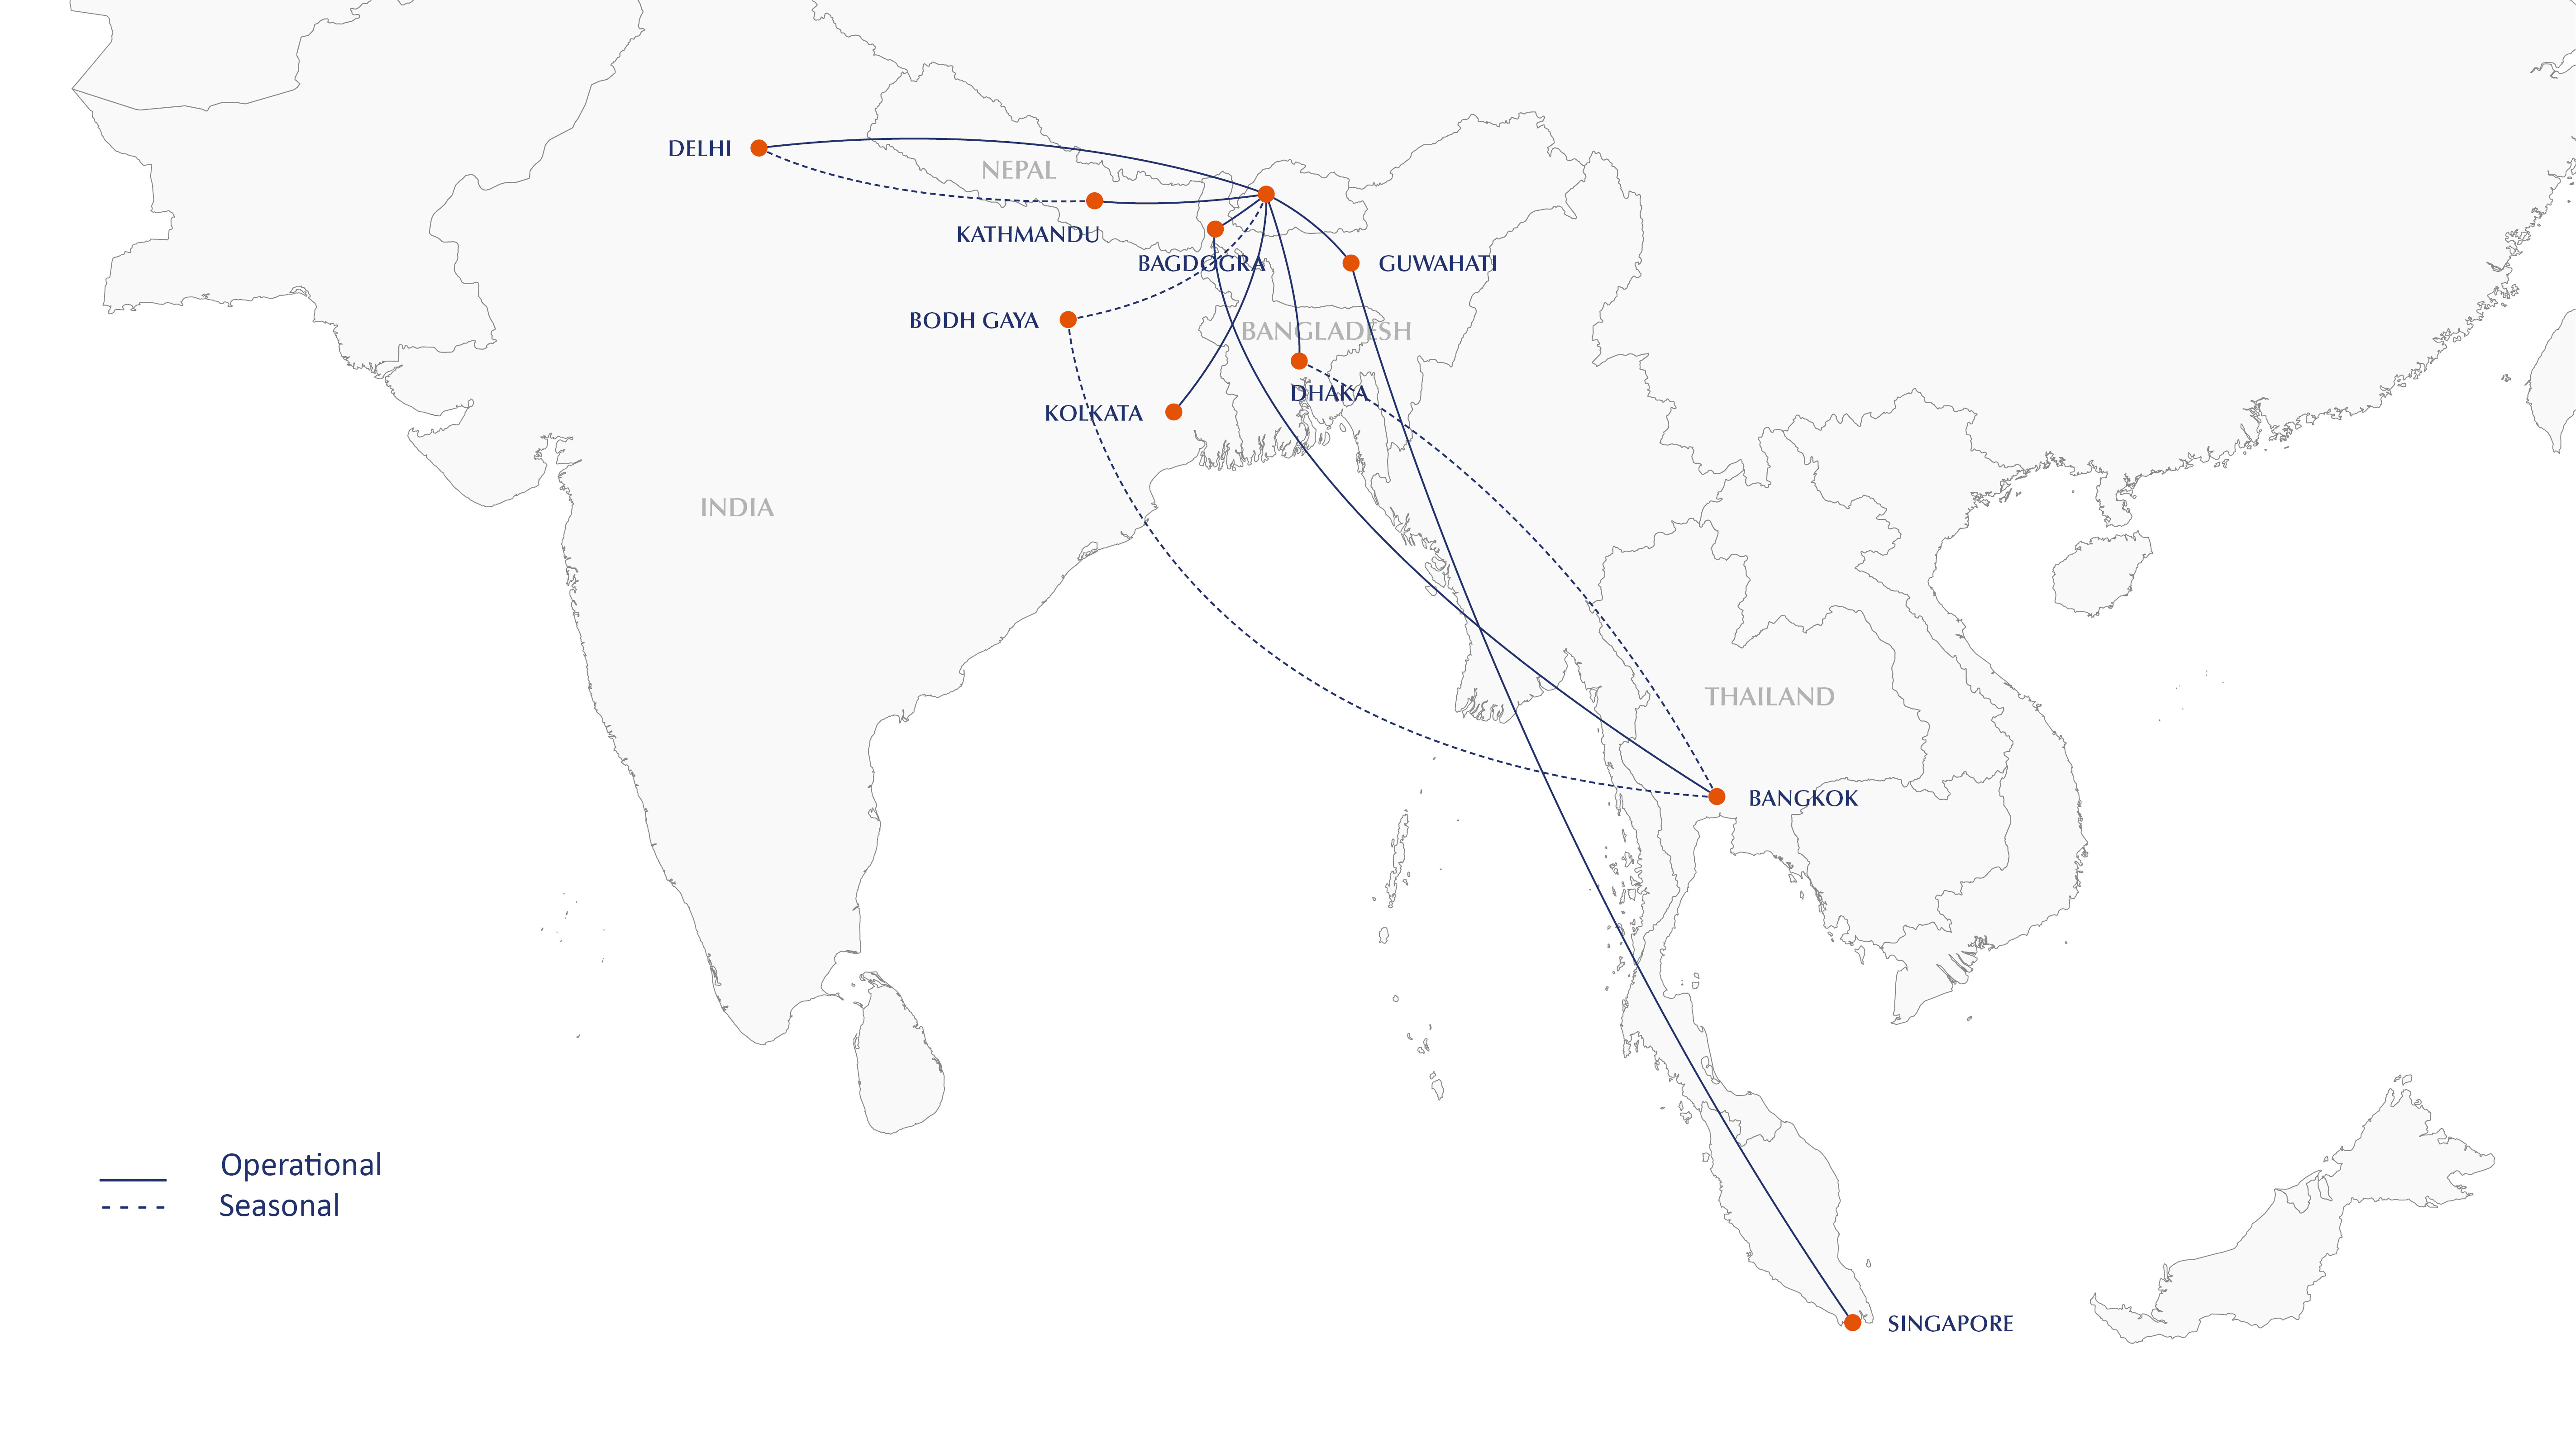 DELHI
NEPAL
KATHMANDU
BAGDOGRA
GUWAHATI
BODH GAYA
BANGLADESH
DHAKA
KOLKATA
INDIA
THAILAND
BANGKOK
Operational
Seasonal
SINGAPORE